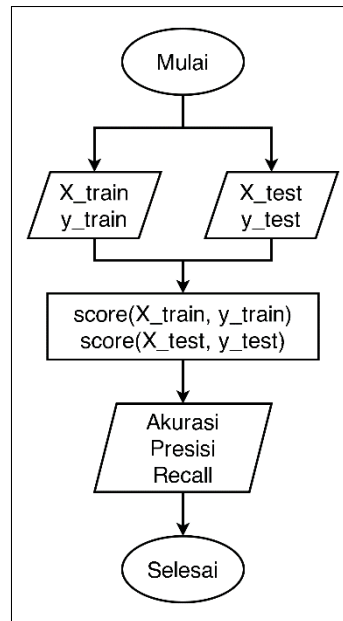 Mulai
X_train
y_train
X_test
y_test
score(X_train, y_train)
score(X_test, y_test)
Akurasi
Presisi
Recall
Selesai